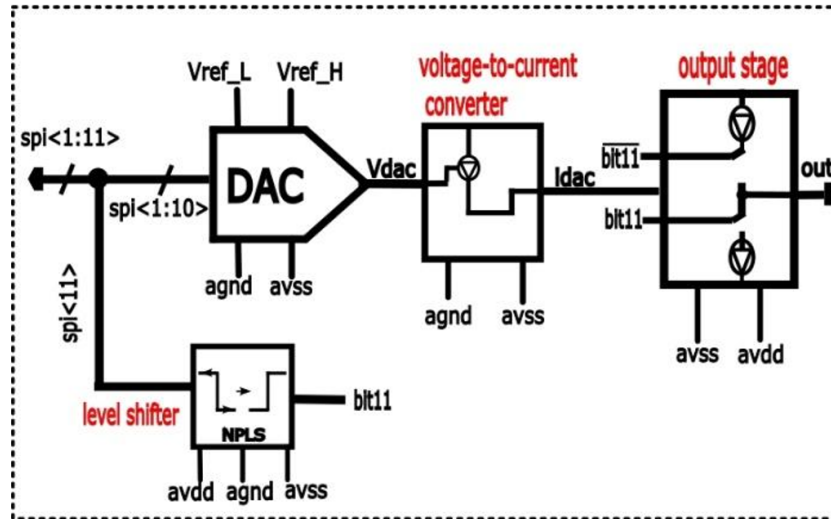 voltage-to-current
converter
output stage
Vref_L Vref_H
spi<1:11>
DAC
Vdac
Idac
bit11
out
spi<1:10>
bit11
agnd avss
agnd avss
spi<11>
avss avdd
level shifter
NPLS
bit11
avdd agnd avss